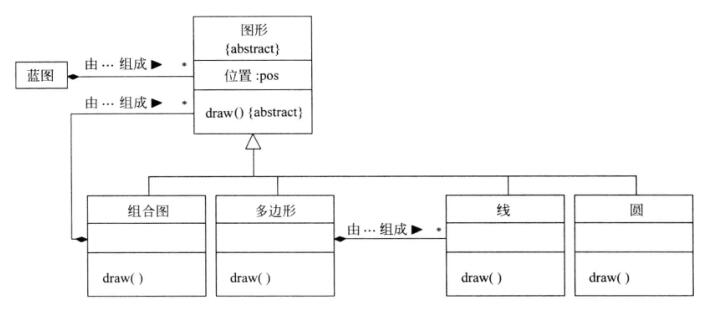 图形
{abstract}
由 … 组成 ▶ *
蓝图
位置 :pos
由 … 组成 ▶ *
draw() {abstract}
组合图
多边形
线
圆
由 … 组成 ▶ *
draw( )
draw( )
draw( )
draw( )